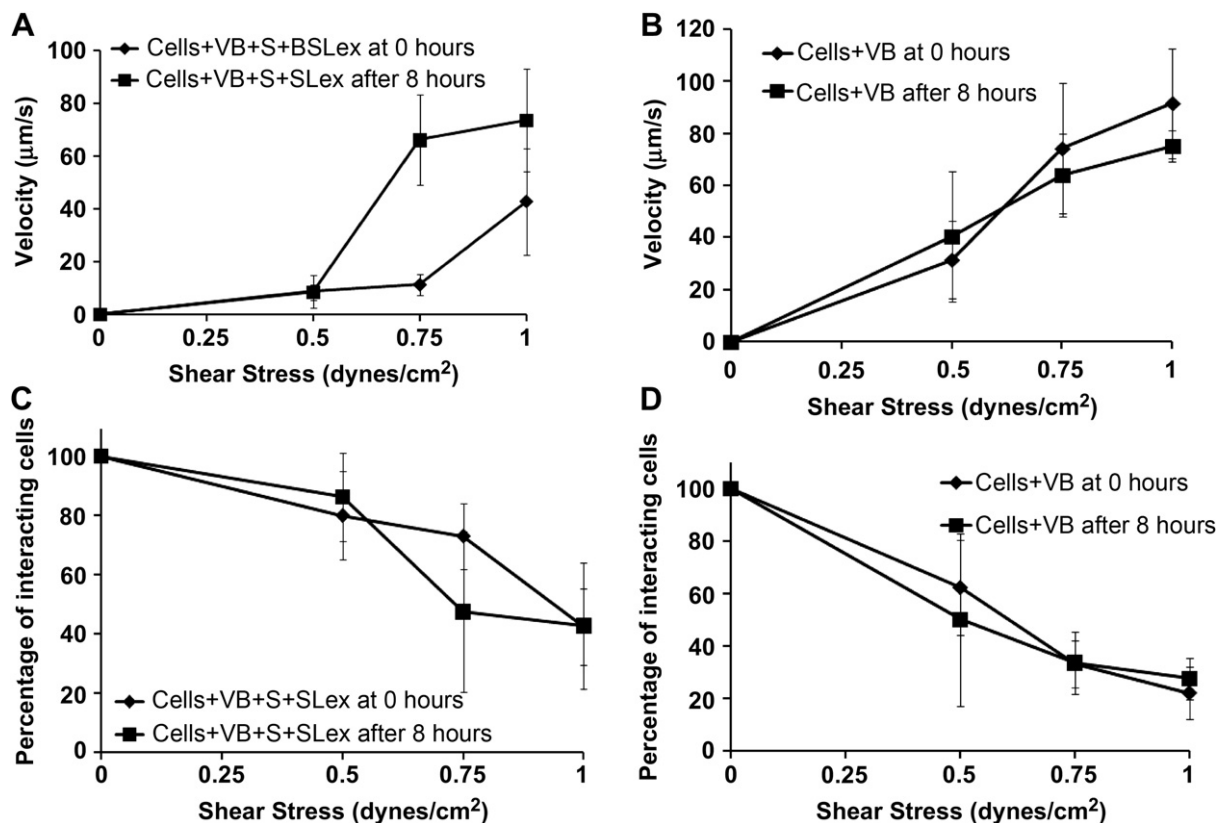 A
Cells+VB+S+BSLex at 0 hours
Cells+VB+S+SLex after 8 hours
Velocity (μm/s)
100
80
60
40
20
0
0
0.25
0.5
0.75
1
Shear Stress (dynes/cm²)
B
Cells+VB at 0 hours
Cells+VB after 8 hours
Velocity (μm/s)
120
100
80
60
40
20
0
0
0.25
0.5
0.75
1
Shear Stress (dynes/cm²)
C
Percentage of interacting cells
100
80
60
40
20
0
Cells+VB+S+SLex at 0 hours
Cells+VB+S+SLex after 8 hours
0
0.25
0.5
0.75
1
Shear Stress (dynes/cm²)
D
Cells+VB at 0 hours
Cells+VB after 8 hours
Percentage of interacting cells
100
80
60
40
20
0
0
0.25
0.5
0.75
1
Shear Stress (dynes/cm²)